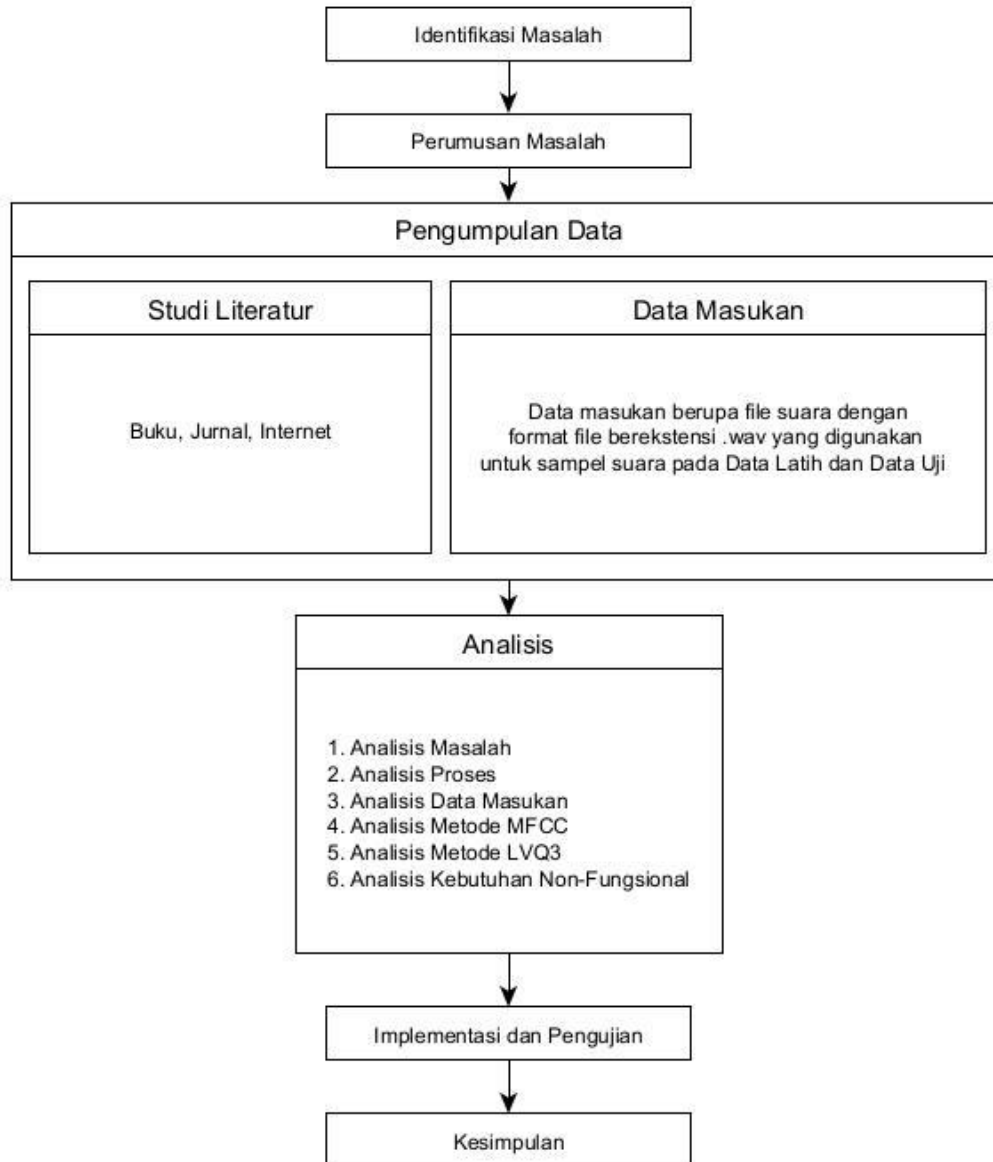 Identifikasi Masalah
Perumusan Masalah
Pengumpulan Data
Studi Literatur
Buku, Jurnal, Internet
Data Masukan
Data masukan berupa file suara dengan
format file berekstensi .wav yang digunakan
untuk sampel suara pada Data Latih dan Data Uji
Analisis
1. Analisis Masalah
2. Analisis Proses
3. Analisis Data Masukan
4. Analisis Metode MFCC
5. Analisis Metode LVQ3
6. Analisis Kebutuhan Non-Fungsional
Implementasi dan Pengujian
Kesimpulan